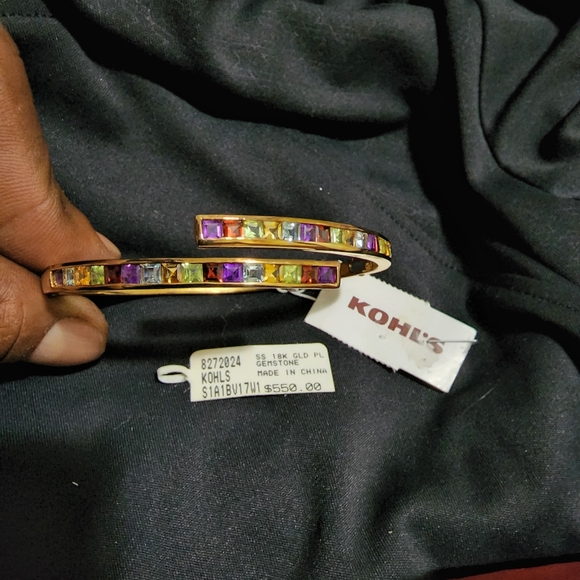 KOHL'S
8272024 SS 18K GLD PL
KOHLS GEMSTONE
MADE IN CHINA
S1A1BV17W1 $550.00